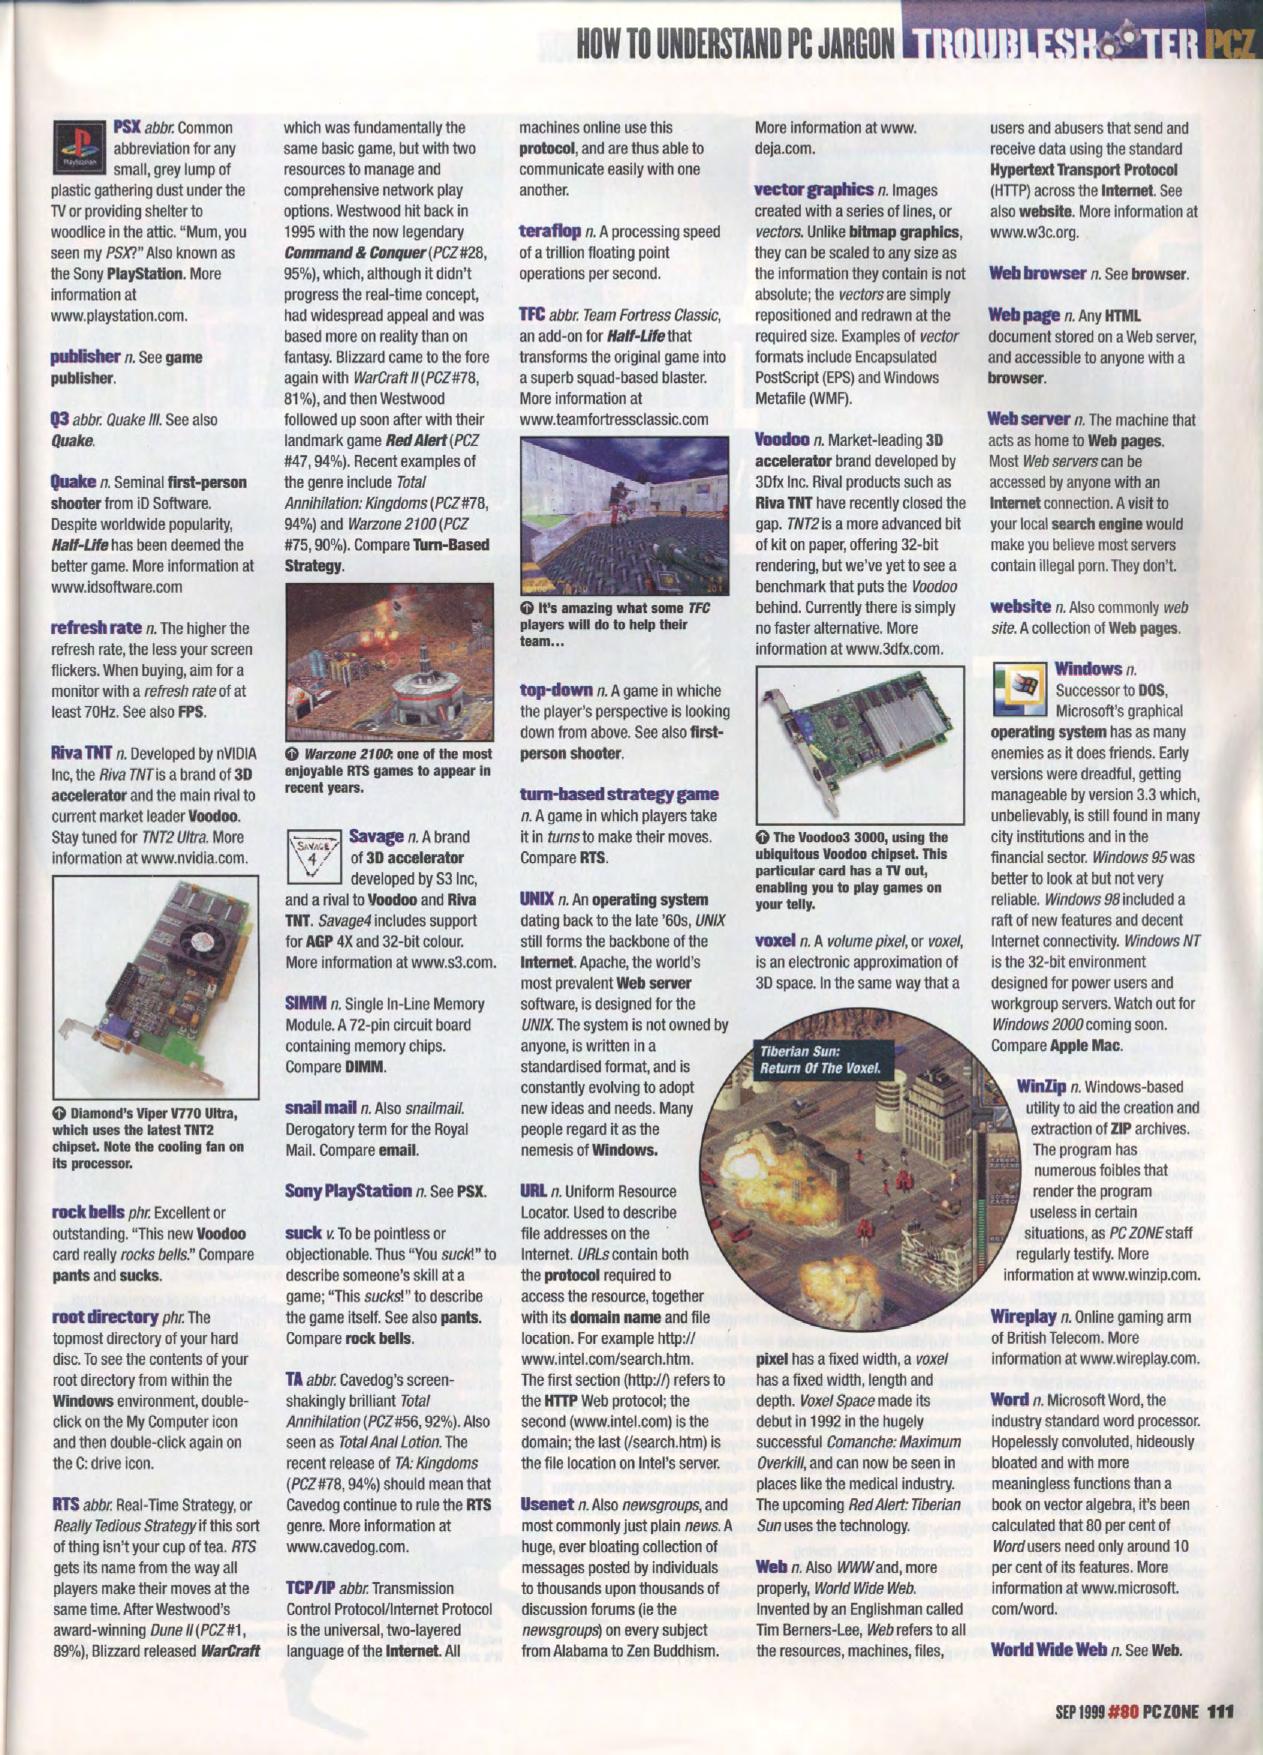 HOW TO UNDERSTAND PC JARGON TROUBLESHOOTER PCZ
PlayStation
PSX abbr. Common
abbreviation for any
small, grey lump of
plastic gathering dust under the
TV or providing shelter to
woodlice in the attic. "Mum, you
seen my PSX?" Also known as
the Sony PlayStation. More
information at
www.playstation.com.
publisher n. See game
publisher.
Q3 abbr. Quake III. See also
Quake.
Quake n. Seminal first-person
shooter from iD Software.
Despite worldwide popularity,
Half-Life has been deemed the
better game. More information at
www.idsoftware.com
refresh rate n. The higher the
refresh rate, the less your screen
flickers. When buying, aim for a
monitor with a refresh rate of at
least 70Hz. See also FPS.
Riva TNT n. Developed by nVIDIA
Inc, the Riva TNT is a brand of 3D
accelerator and the main rival to
current market leader Voodoo.
Stay tuned for TNT2 Ultra. More
information at www.nvidia.com.
Diamond's Viper V770 Ultra,
which uses the latest TNT2
chipset. Note the cooling fan on
its processor.
rock bells phr. Excellent or
outstanding. "This new Voodoo
card really rocks bells." Compare
pants and sucks.
root directory phr. The
topmost directory of your hard
disc. To see the contents of your
root directory from within the
Windows environment, double-
click on the My Computer icon
and then double-click again on
the C: drive icon.
RTS abbr. Real-Time Strategy, or
Really Tedious Strategy if this sort
of thing isn't your cup of tea. RTS
gets its name from the way all
players make their moves at the
same time. After Westwood's
award-winning Dune II (PCZ #1,
89%), Blizzard released WarCraft
which was fundamentally the
same basic game, but with two
resources to manage and
comprehensive network play
options. Westwood hit back in
1995 with the now legendary
Command & Conquer (PCZ #28,
95%), which, although it didn't
progress the real-time concept,
had widespread appeal and was
based more on reality than on
fantasy. Blizzard came to the fore
again with WarCraft II (PCZ #78,
81%), and then Westwood
followed up soon after with their
landmark game Red Alert (PCZ
#47, 94%). Recent examples of
the genre include Total
Annihilation: Kingdoms (PCZ #78,
94%) and Warzone 2100 (PCZ
#75, 90%). Compare Turn-Based
Strategy.
Warzone 2100: one of the most
enjoyable RTS games to appear in
recent years.
SAVAGE 4
Savage n. A brand
of 3D accelerator
developed by S3 Inc,
and a rival to Voodoo and Riva
TNT. Savage4 includes support
for AGP 4X and 32-bit colour.
More information at www.s3.com.
SIMM n. Single In-Line Memory
Module. A 72-pin circuit board
containing memory chips.
Compare DIMM.
snail mail n. Also snailmail.
Derogatory term for the Royal
Mail. Compare email.
Sony PlayStation n. See PSX.
suck v. To be pointless or
objectionable. Thus "You suck!" to
describe someone's skill at a
game; "This sucks!" to describe
the game itself. See also pants.
Compare rock bells.
TA abbr. Cavedog's screen-
shakingly brilliant Total
Annihilation (PCZ #56, 92%). Also
seen as Total Anal Lotion. The
recent release of TA: Kingdoms
(PCZ #78, 94%) should mean that
Cavedog continue to rule the RTS
genre. More information at
www.cavedog.com.
TCP/IP abbr. Transmission
Control Protocol/Internet Protocol
is the universal, two-layered
language of the Internet. All
machines online use this
protocol, and are thus able to
communicate easily with one
another.
teraflop n. A processing speed
of a trillion floating point
operations per second.
TFC abbr. Team Fortress Classic,
an add-on for Half-Life that
transforms the original game into
a superb squad-based blaster.
More information at
www.teamfortressclassic.com
It's amazing what some TFC
players will do to help their
team...
top-down n. A game in whiche
the player's perspective is looking
down from above. See also first-
person shooter.
turn-based strategy game
n. A game in which players take
it in turns to make their moves.
Compare RTS.
UNIX n. An operating system
dating back to the late '60s, UNIX
still forms the backbone of the
Internet. Apache, the world's
most prevalent Web server
software, is designed for the
UNIX. The system is not owned by
anyone, is written in a
standardised format, and is
constantly evolving to adopt
new ideas and needs. Many
people regard it as the
nemesis of Windows.
URL n. Uniform Resource
Locator. Used to describe
file addresses on the
Internet. URLs contain both
the protocol required to
access the resource, together
with its domain name and file
location. For example http://
www.intel.com/search.htm.
The first section (http://) refers to
the HTTP Web protocol; the
second (www.intel.com) is the
domain; the last (/search.htm) is
the file location on Intel's server.
Usenet n. Also newsgroups, and
most commonly just plain news. A
huge, ever bloating collection of
messages posted by individuals
to thousands upon thousands of
discussion forums (ie the
newsgroups) on every subject
from Alabama to Zen Buddhism.
More information at www.
deja.com.
vector graphics n. Images
created with a series of lines, or
vectors. Unlike bitmap graphics,
they can be scaled to any size as
the information they contain is not
absolute; the vectors are simply
repositioned and redrawn at the
required size. Examples of vector
formats include Encapsulated
PostScript (EPS) and Windows
Metafile (WMF).
Voodoo n. Market-leading 3D
accelerator brand developed by
3Dfx Inc. Rival products such as
Riva TNT have recently closed the
gap. TNT2 is a more advanced bit
of kit on paper, offering 32-bit
rendering, but we've yet to see a
benchmark that puts the Voodoo
behind. Currently there is simply
no faster alternative. More
information at www.3dfx.com.
The Voodoo3 3000, using the
ubiquitous Voodoo chipset. This
particular card has a TV out,
enabling you to play games on
your telly.
voxel n. A volume pixel, or voxel,
is an electronic approximation of
3D space. In the same way that a
Tiberian Sun:
Return Of The Voxel.
pixel has a fixed width, a voxel
has a fixed width, length and
depth. Voxel Space made its
debut in 1992 in the hugely
successful Comanche: Maximum
Overkill, and can now be seen in
places like the medical industry.
The upcoming Red Alert: Tiberian
Sun uses the technology.
Web n. Also WWW and, more
properly, World Wide Web.
Invented by an Englishman called
Tim Berners-Lee, Web refers to all
the resources, machines, files,
users and abusers that send and
receive data using the standard
Hypertext Transport Protocol
(HTTP) across the Internet. See
also website. More information at
www.w3c.org.
Web browser n. See browser.
Web page n. Any HTML
document stored on a Web server,
and accessible to anyone with a
browser.
Web server n. The machine that
acts as home to Web pages.
Most Web servers can be
accessed by anyone with an
Internet connection. A visit to
your local search engine would
make you believe most servers
contain illegal porn. They don't.
website n. Also commonly web
site. A collection of Web pages.
Windows n.
Successor to DOS,
Microsoft's graphical
operating system has as many
enemies as it does friends. Early
versions were dreadful, getting
manageable by version 3.3 which,
unbelievably, is still found in many
city institutions and in the
financial sector. Windows 95 was
better to look at but not very
reliable. Windows 98 included a
raft of new features and decent
Internet connectivity. Windows NT
is the 32-bit environment
designed for power users and
workgroup servers. Watch out for
Windows 2000 coming soon.
Compare Apple Mac.
WinZip n. Windows-based
utility to aid the creation and
extraction of ZIP archives.
The program has
numerous foibles that
render the program
useless in certain
situations, as PC ZONE staff
regularly testify. More
information at www.winzip.com.
Wireplay n. Online gaming arm
of British Telecom. More
information at www.wireplay.com.
Word n. Microsoft Word, the
industry standard word processor.
Hopelessly convoluted, hideously
bloated and with more
meaningless functions than a
book on vector algebra, it's been
calculated that 80 per cent of
Word users need only around 10
per cent of its features. More
information at www.microsoft.
com/word.
World Wide Web n. See Web.
SEP 1999 #80 PC ZONE 111